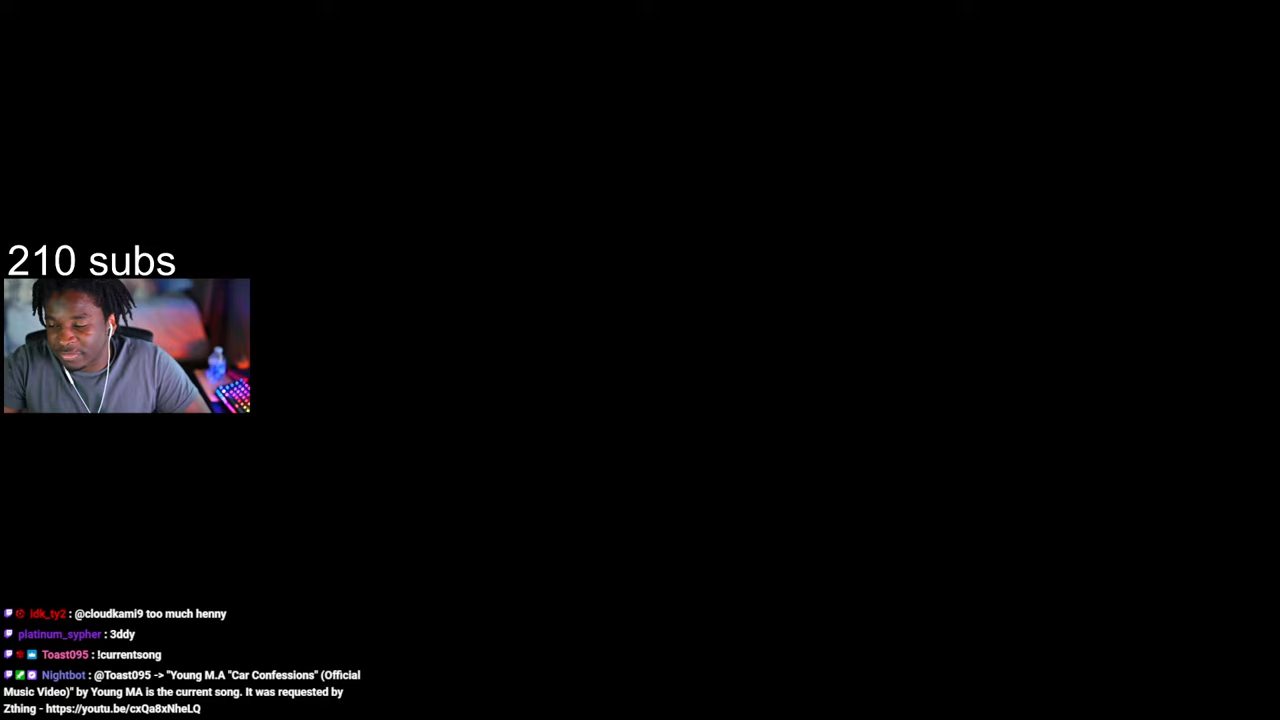 210 subs
idk_ty2 : @cloudkami9 too much henny
platinum_sypher : 3ddy
Toast095 : !currentsong
Nightbot : @Toast095 -> "Young M.A "Car Confessions" (Official
Music Video)" by Young MA is the current song. It was requested by
Zthing - https://youtu.be/cxQa8xNheLQ